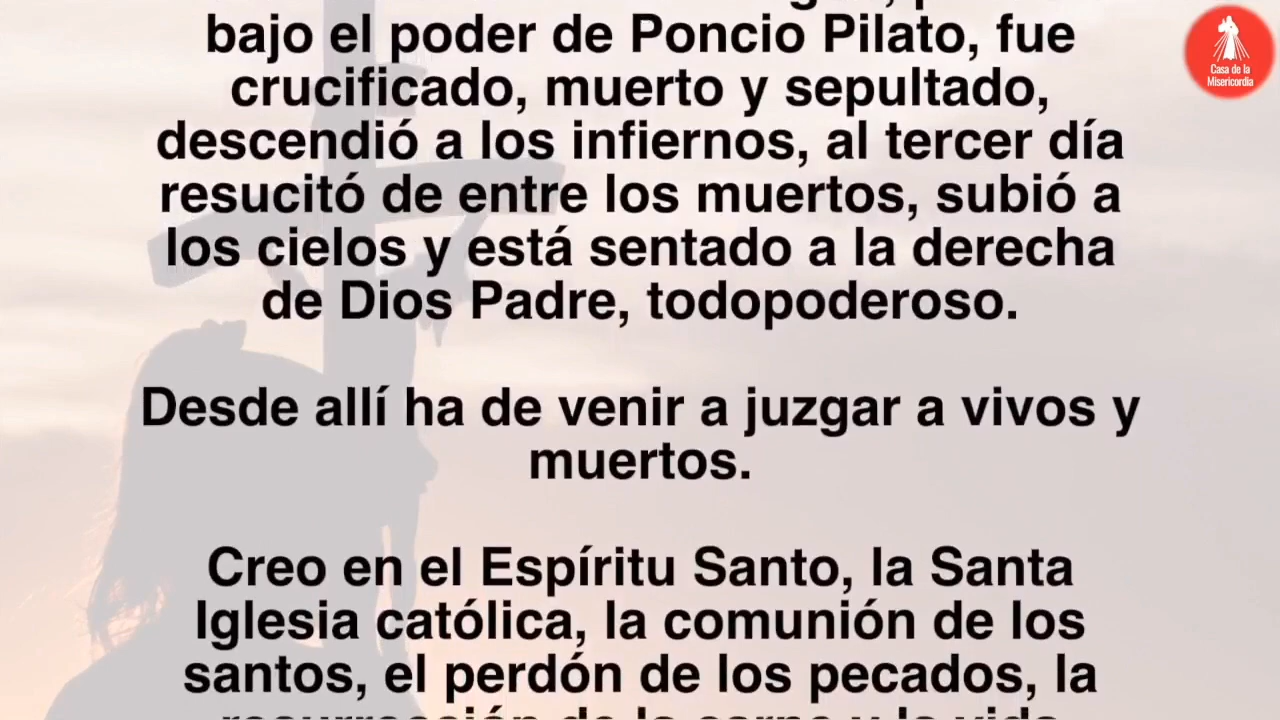 bajo el poder de Poncio Pilato, fue
crucificado, muerto y sepultado,
descendió a los infiernos, al tercer día
resucitó de entre los muertos, subió a
los cielos y está sentado a la derecha
de Dios Padre, todopoderoso.
Desde allí ha de venir a juzgar a vivos y
muertos.
Creo en el Espíritu Santo, la Santa
Iglesia católica, la comunión de los
santos, el perdón de los pecados, la
Casa de la
Misericordia